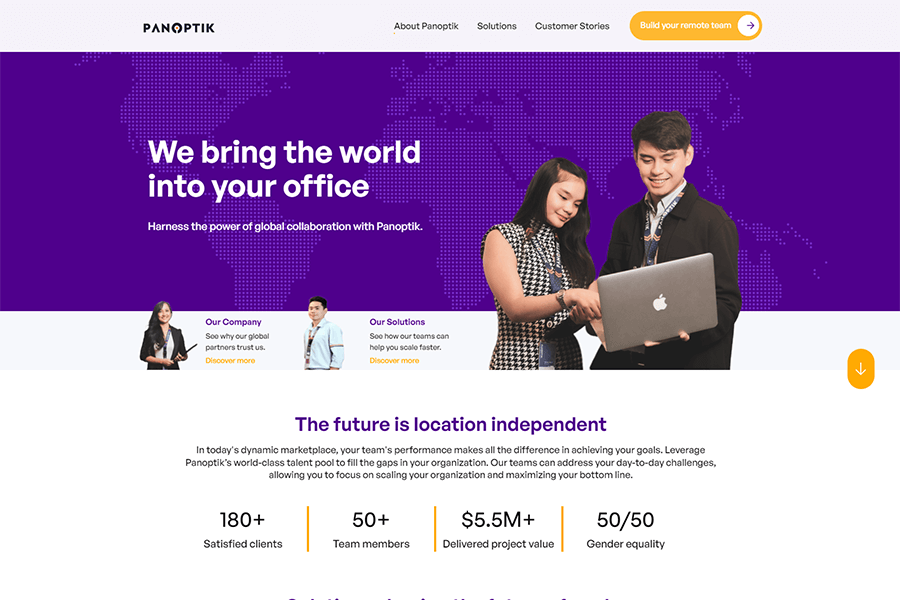 PANOPTIK
About Panoptik
Solutions
Customer Stories
Build your remote team
We bring the world
into your office
Harness the power of global collaboration with Panoptik.
Our Company
See why our global
partners trust us.
Discover more
Our Solutions
See how our teams can
help you scale faster.
Discover more
The future is location independent
In today's dynamic marketplace, your team's performance makes all the difference in achieving your goals. Leverage
Panoptik's world-class talent pool to fill the gaps in your organization. Our teams can address your day-to-day challenges,
allowing you to focus on scaling your organization and maximizing your bottom line.
180+
Satisfied clients
50+
Team members
$5.5M+
Delivered project value
50/50
Gender equality